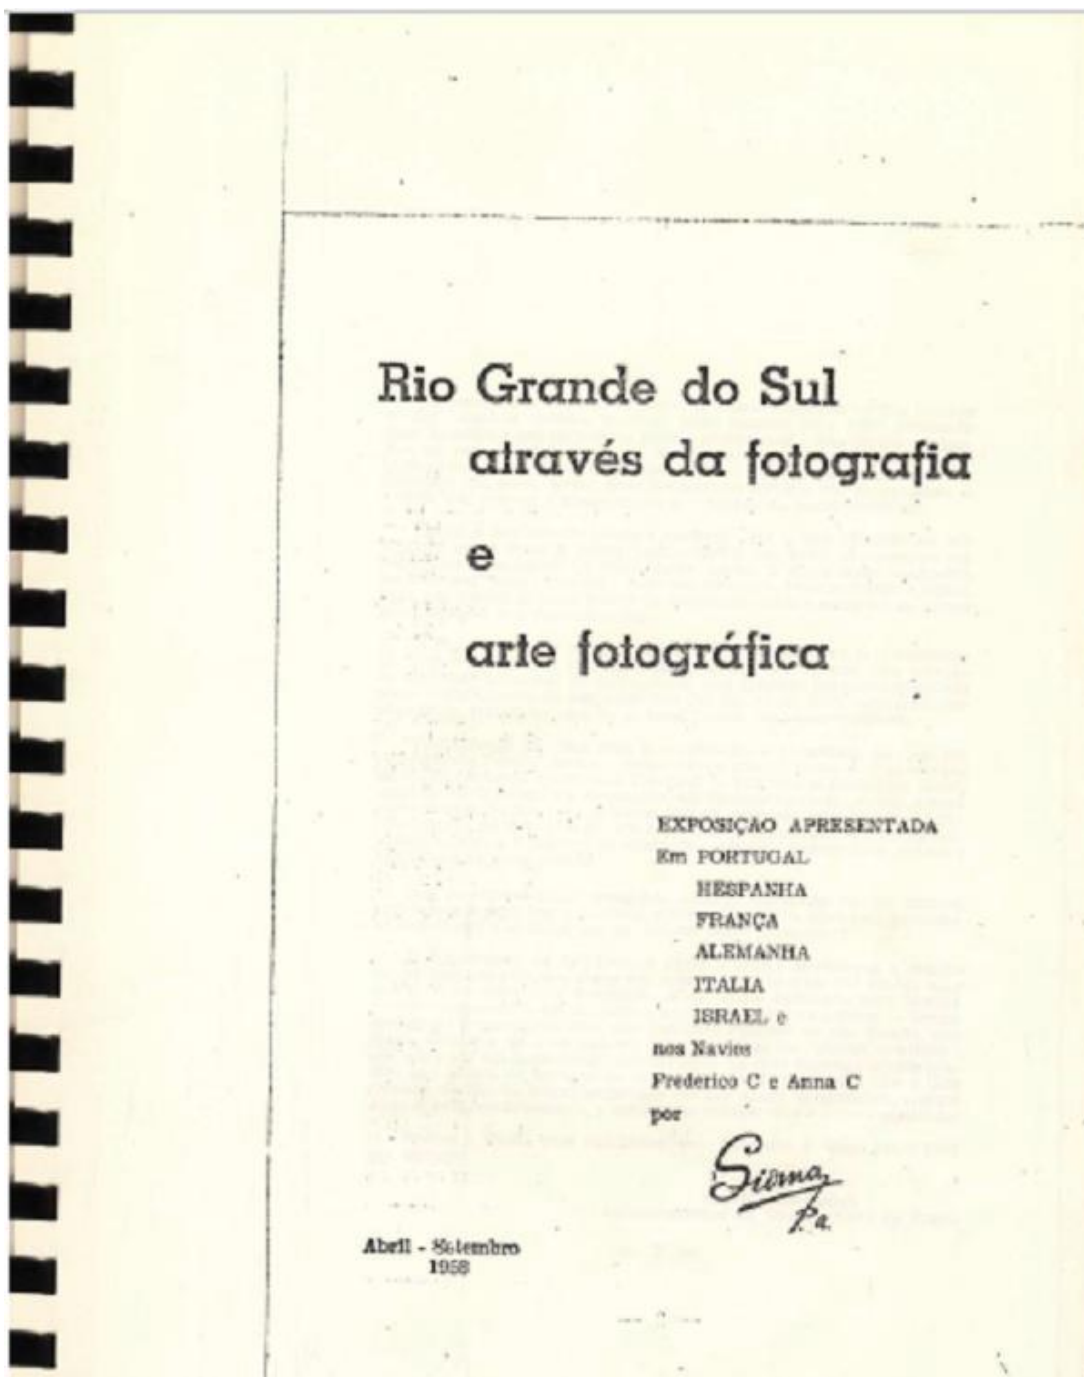 Rio Grande do Sul
através da fotografia
e
arte fotográfica
EXPOSIÇÃO APRESENTADA
Em PORTUGAL
HESPANHA
FRANÇA
ALEMANHA
ITALIA
ISRAEL e
nos Navios
Frederico C e Anna C
por
Sioma
P.a.
Abril - Setembro
1958